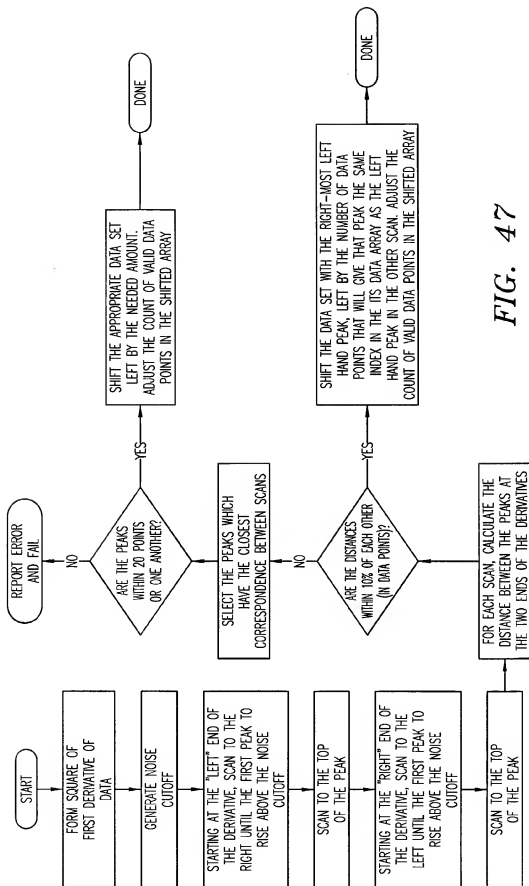 START
FORM SQUARE OF
FIRST DERIVATIVE OF
DATA
GENERATE NOISE
CUTOFF
STARTING AT THE "LEFT" END OF
THE DERIVATIVE, SCAN TO THE
RIGHT UNTIL THE FIRST PEAK TO
RISE ABOVE THE NOISE
CUTOFF
SCAN TO THE TOP
OF THE PEAK
STARTING AT THE "RIGHT" END OF
THE DERIVATIVE, SCAN TO THE
LEFT UNTIL THE FIRST PEAK TO
RISE ABOVE THE NOISE
CUTOFF
SCAN TO THE TOP
OF THE PEAK
FOR EACH SCAN, CALCULATE THE
DISTANCE BETWEEN THE PEAKS AT
THE TWO ENDS OF THE DERIVATIVES
ARE THE DISTANCES
WITHIN 10% OF EACH OTHER
(IN DATA POINTS)?
YES
SHIFT THE DATA SET WITH THE RIGHT-MOST LEFT
HAND PEAK, LEFT BY THE NUMBER OF DATA
POINTS THAT WILL GIVE THAT PEAK THE SAME
INDEX IN THE ITS DATA ARRAY AS THE LEFT
HAND PEAK IN THE OTHER SCAN. ADJUST THE
COUNT OF VALID DATA POINTS IN THE SHIFTED ARRAY
DONE
NO
SELECT THE PEAKS WHICH
HAVE THE CLOSEST
CORRESPONDENCE BETWEEN SCANS
ARE THE PEAKS
WITHIN 20 POINTS
OR ONE ANOTHER?
YES
SHIFT THE APPROPRIATE DATA SET
LEFT BY THE NEEDED AMOUNT.
ADJUST THE COUNT OF VALID DATA
POINTS IN THE SHIFTED ARRAY
DONE
NO
REPORT ERROR
AND FAIL
FIG. 47